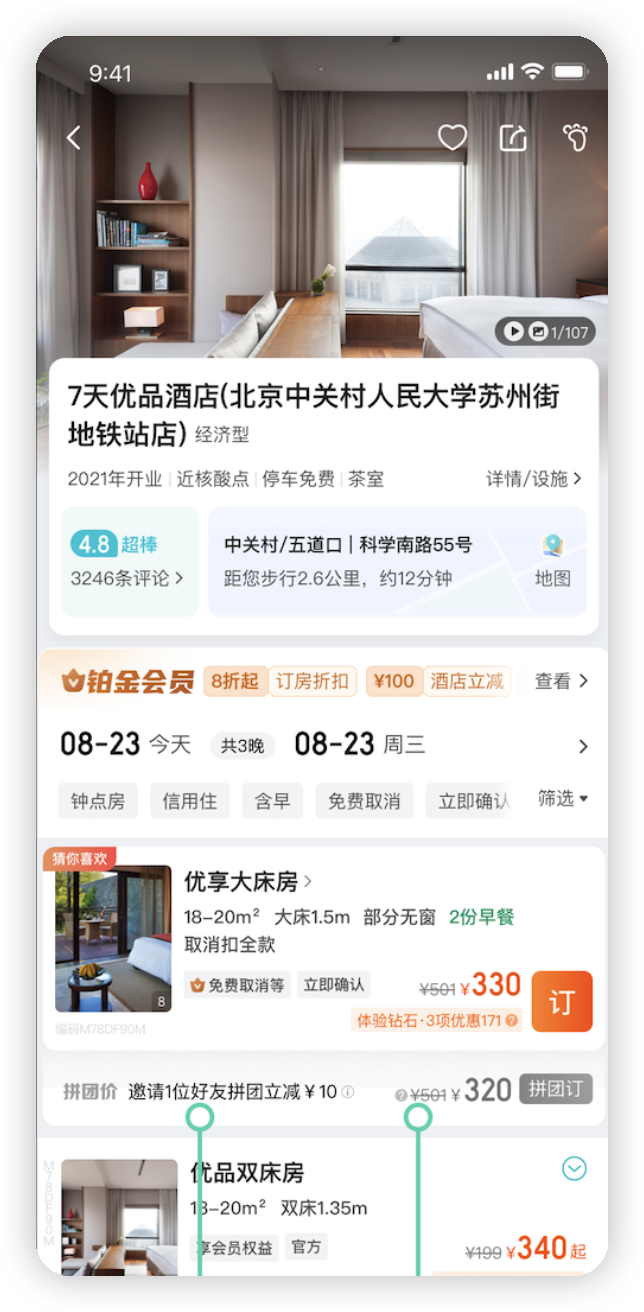 9:41
1/107
7天优品酒店(北京中关村人民大学苏州街
地铁站店) 经济型
2021年开业 | 近核酸点 | 停车免费 | 茶室 详情/设施 >
4.8 超棒
3246条评论 >
中关村/五道口 | 科学南路55号
距您步行2.6公里，约12分钟
地图
铂金会员 8折起 订房折扣 ¥100 酒店立减 查看 >
08-23 今天 共3晚 08-23 周三 >
钟点房 信用住 含早 免费取消 立即确认 筛选
猜你喜欢
优享大床房 >
18-20m² 大床1.5m 部分无窗 2份早餐
取消扣全款
免费取消等 立即确认
¥501 ¥330
订
体验钻石·3项优惠171 ?
8
编码M78DF90M
拼团价 邀请1位好友拼团立减¥10 ? ¥501 ¥320 拼团订
M78DF90M
优品双床房
18-20m² 双床1.35m
享会员权益 官方
¥199 ¥340起